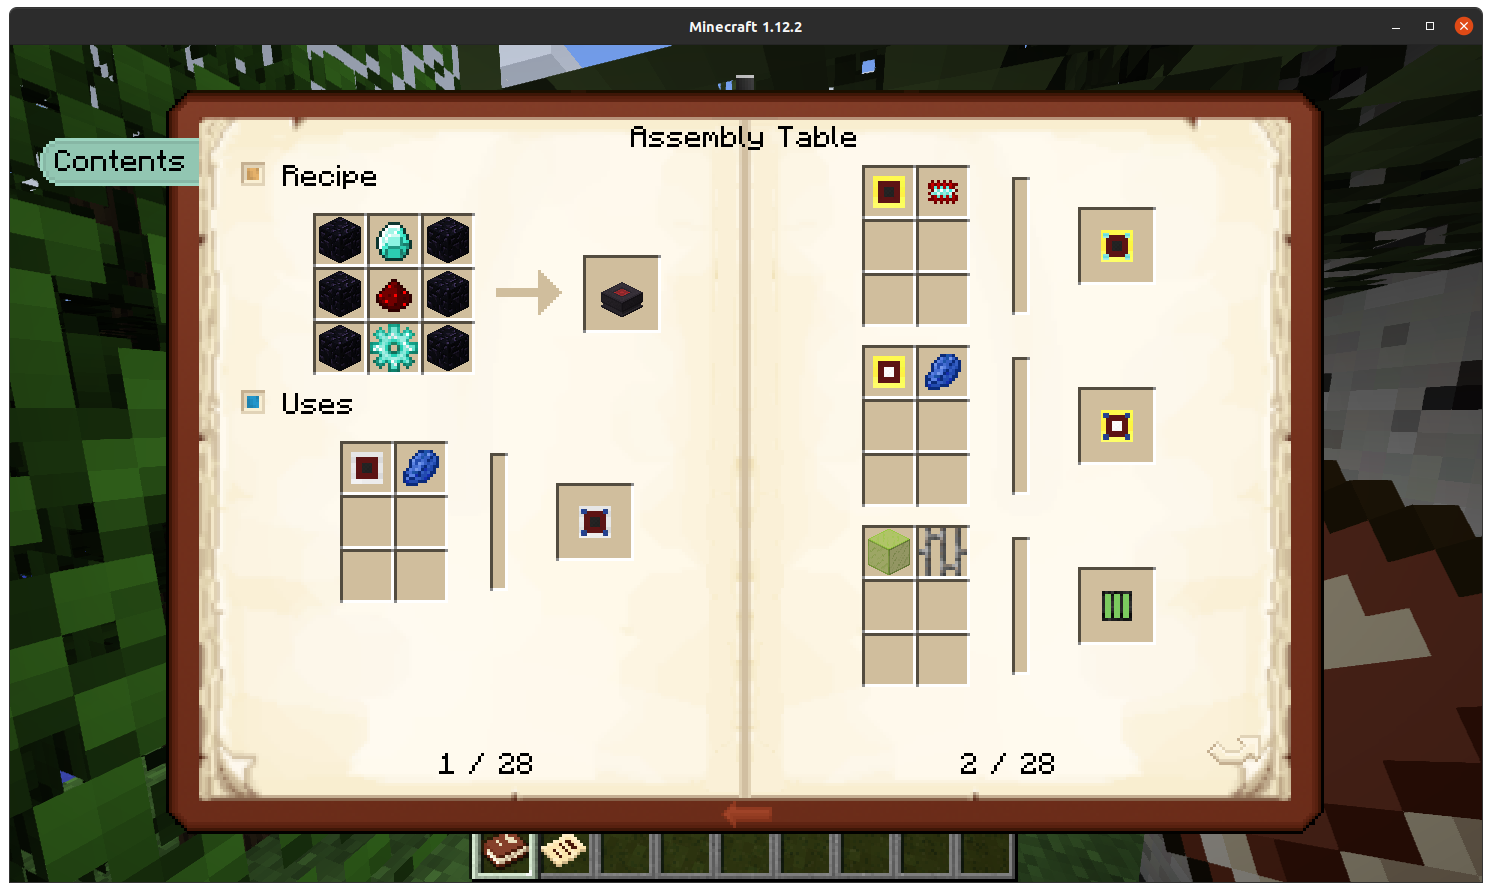 Minecraft 1.12.2
Assembly Table
Contents
Recipe
Uses
1 / 28
2 / 28